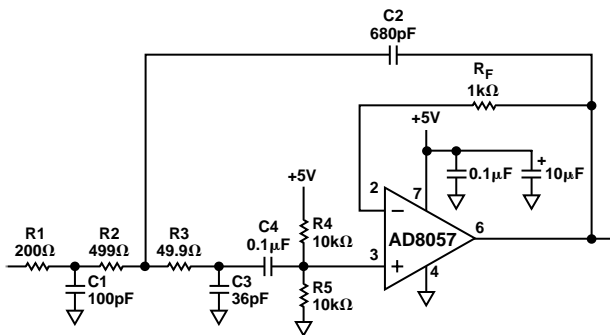 C2
680pF
RF
1kΩ
+5V
0.1μF
+
10μF
2
7
−
AD8057
6
3
+
4
+5V
R1
200Ω
R2
499Ω
R3
49.9Ω
C4
0.1μF
R4
10kΩ
C1
100pF
C3
36pF
R5
10kΩ